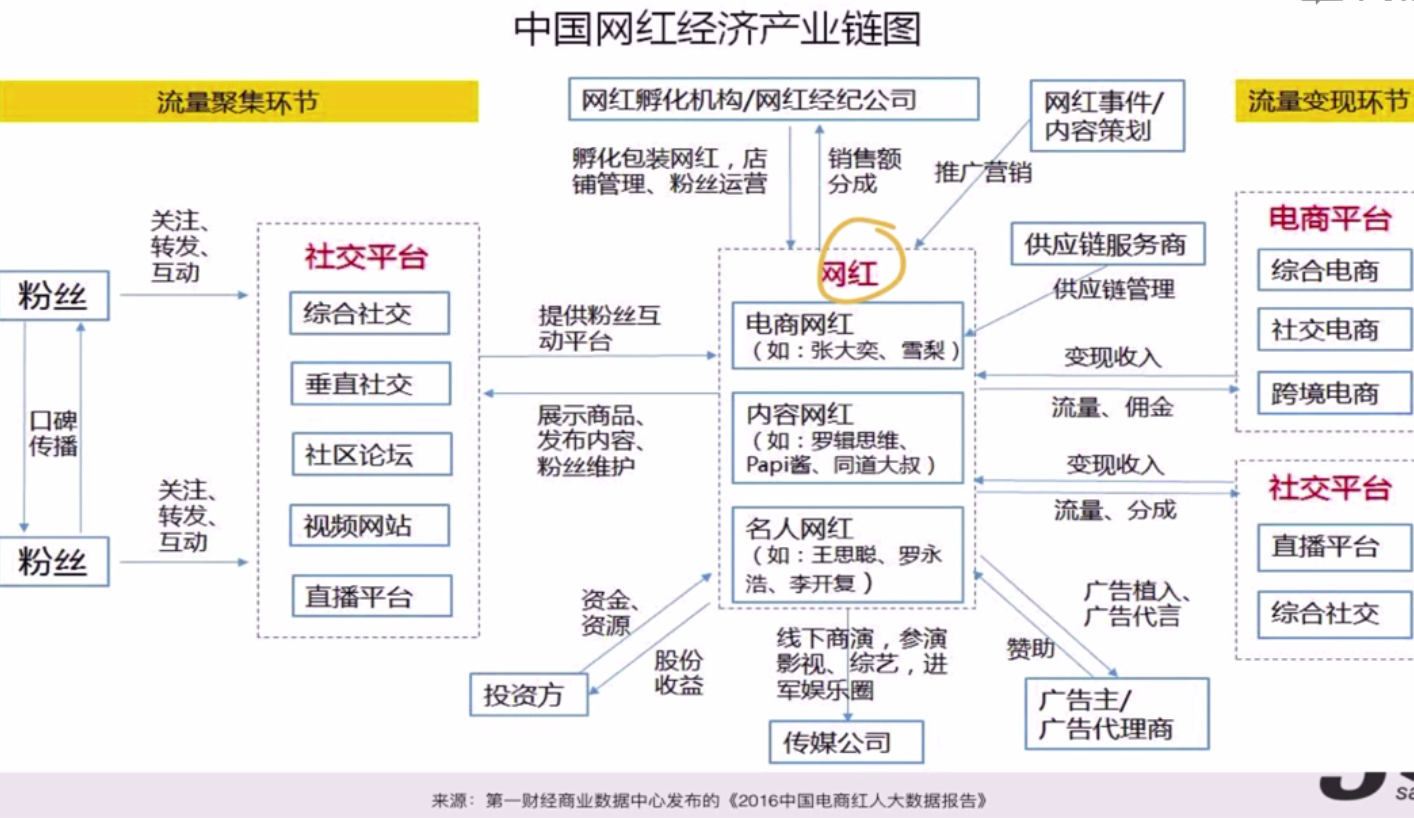 中国网红经济产业链图
流量聚集环节
网红孵化机构/网红经纪公司
网红事件/
内容策划
流量变现环节
孵化包装网红，店
铺管理、粉丝运营
销售额
分成
推广营销
关注、
转发、
互动
粉丝
口碑
传播
关注、
转发、
互动
粉丝
社交平台
综合社交
垂直社交
社区论坛
视频网站
直播平台
提供粉丝互
动平台
展示商品、
发布内容、
粉丝维护
网红
电商网红
（如：张大奕、雪梨）
内容网红
（如：罗辑思维、
Papi酱、同道大叔）
名人网红
（如：王思聪、罗永
浩、李开复）
供应链服务商
供应链管理
变现收入
流量、佣金
变现收入
流量、分成
电商平台
综合电商
社交电商
跨境电商
社交平台
直播平台
综合社交
资金、
资源
股份
收益
投资方
线下商演，参演
影视、综艺，进
军娱乐圈
传媒公司
赞助
广告植入、
广告代言
广告主/
广告代理商
来源：第一财经商业数据中心发布的《2016中国电商红人大数据报告》